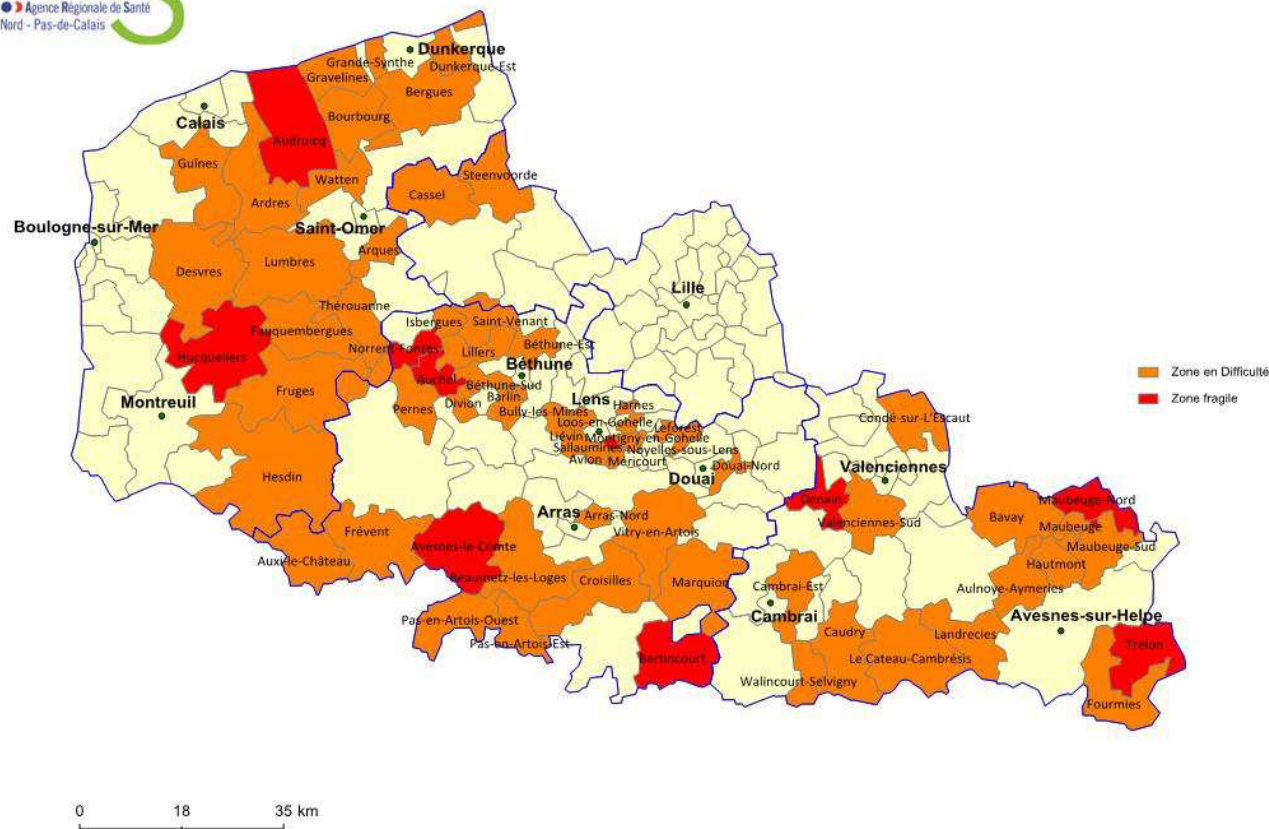 Agence Régionale de Santé
Nord - Pas-de-Calais
Dunkerque
Grande-Synthe
Dunkerque-Est
Gravelines
Bergues
Bourbourg
Calais
Audruicq
Guînes
Watten
Steenvoorde
Cassel
Ardres
Boulogne-sur-Mer
Saint-Omer
Arques
Desvres
Lumbres
Lille
Thérouanne
Isbergues
Saint-Venant
Fauquembergues
Béthune-Est
Norrent-Fontes
Lillers
Hucqueliers
Béthune
Zone en Difficulté
Auchel
Béthune-Sud
Fruges
Barlin
Zone fragile
Montreuil
Pernes
Divion
Lens
Harnes
Bully-les-Mines
Condé-sur-L'Escaut
Loos-en-Gohelle
Leforest
Liévin
Montigny-en-Gohelle
Sallaumines
Noyelles-sous-Lens
Avion
Méricourt
Douai-Nord
Valenciennes
Hesdin
Douai
Denain
Maubeuge-Nord
Arras
Arras-Nord
Bavay
Valenciennes-Sud
Maubeuge
Frévent
Vitry-en-Artois
Avesnes-le-Comte
Maubeuge-Sud
Auxi-le-Château
Hautmont
Beaumetz-les-Loges
Croisilles
Marquion
Cambrai-Est
Aulnoye-Aymeries
Pas-en-Artois-Ouest
Cambrai
Avesnes-sur-Helpe
Caudry
Landrecies
Pas-en-Artois-Est
Trélon
Bertincourt
Le Cateau-Cambrésis
Walincourt-Selvigny
Fourmies
0 18 35 km